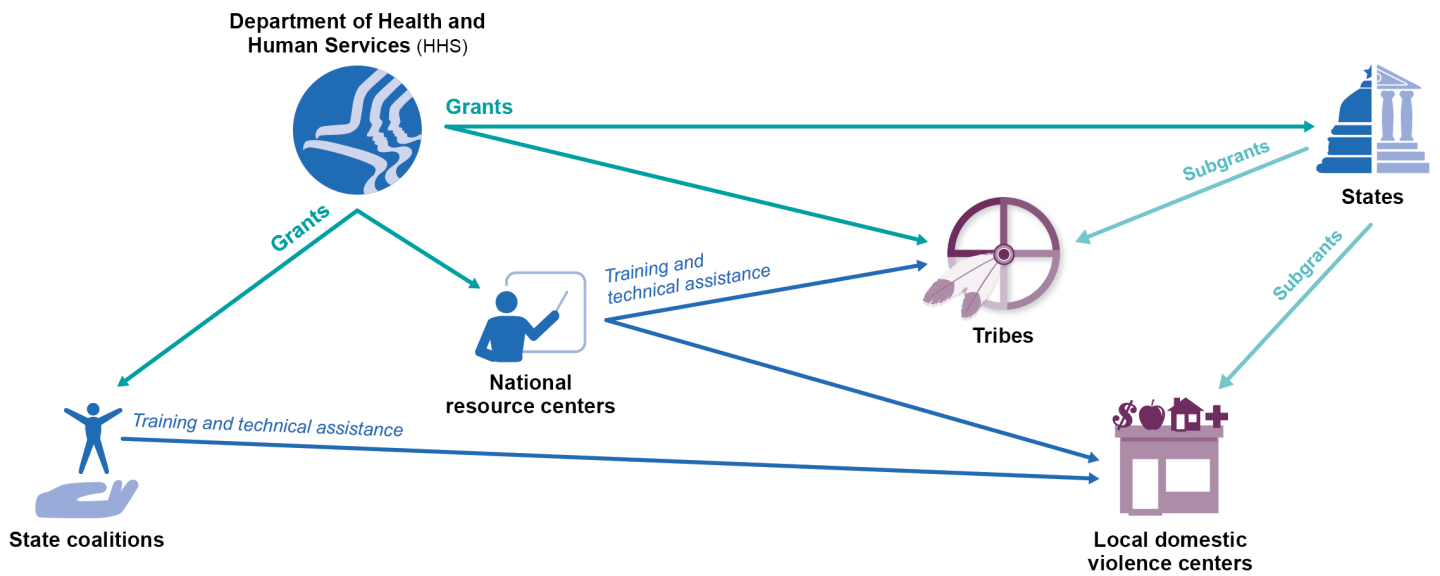 Department of Health and
Human Services (HHS)
Grants
Subgrants
States
Grants
Subgrants
Training and
technical assistance
Tribes
National
resource centers
Training and technical assistance
State coalitions
$
Local domestic
violence centers